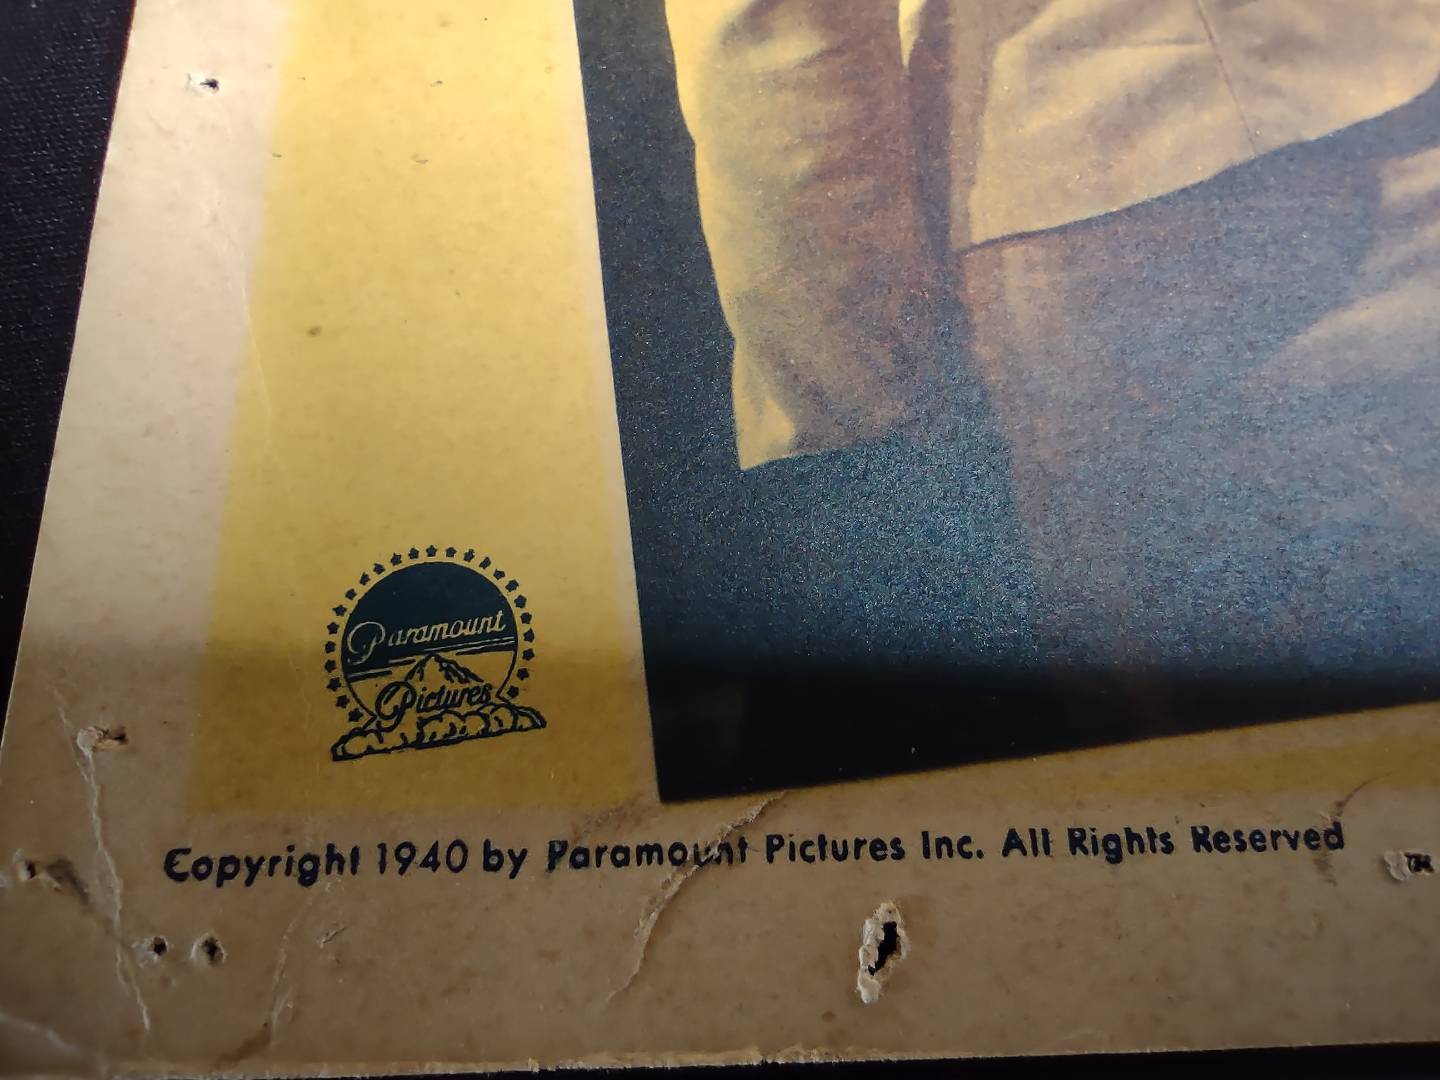 Paramount
Pictures
Copyright 1940 by Paramount Pictures Inc. All Rights Reserved